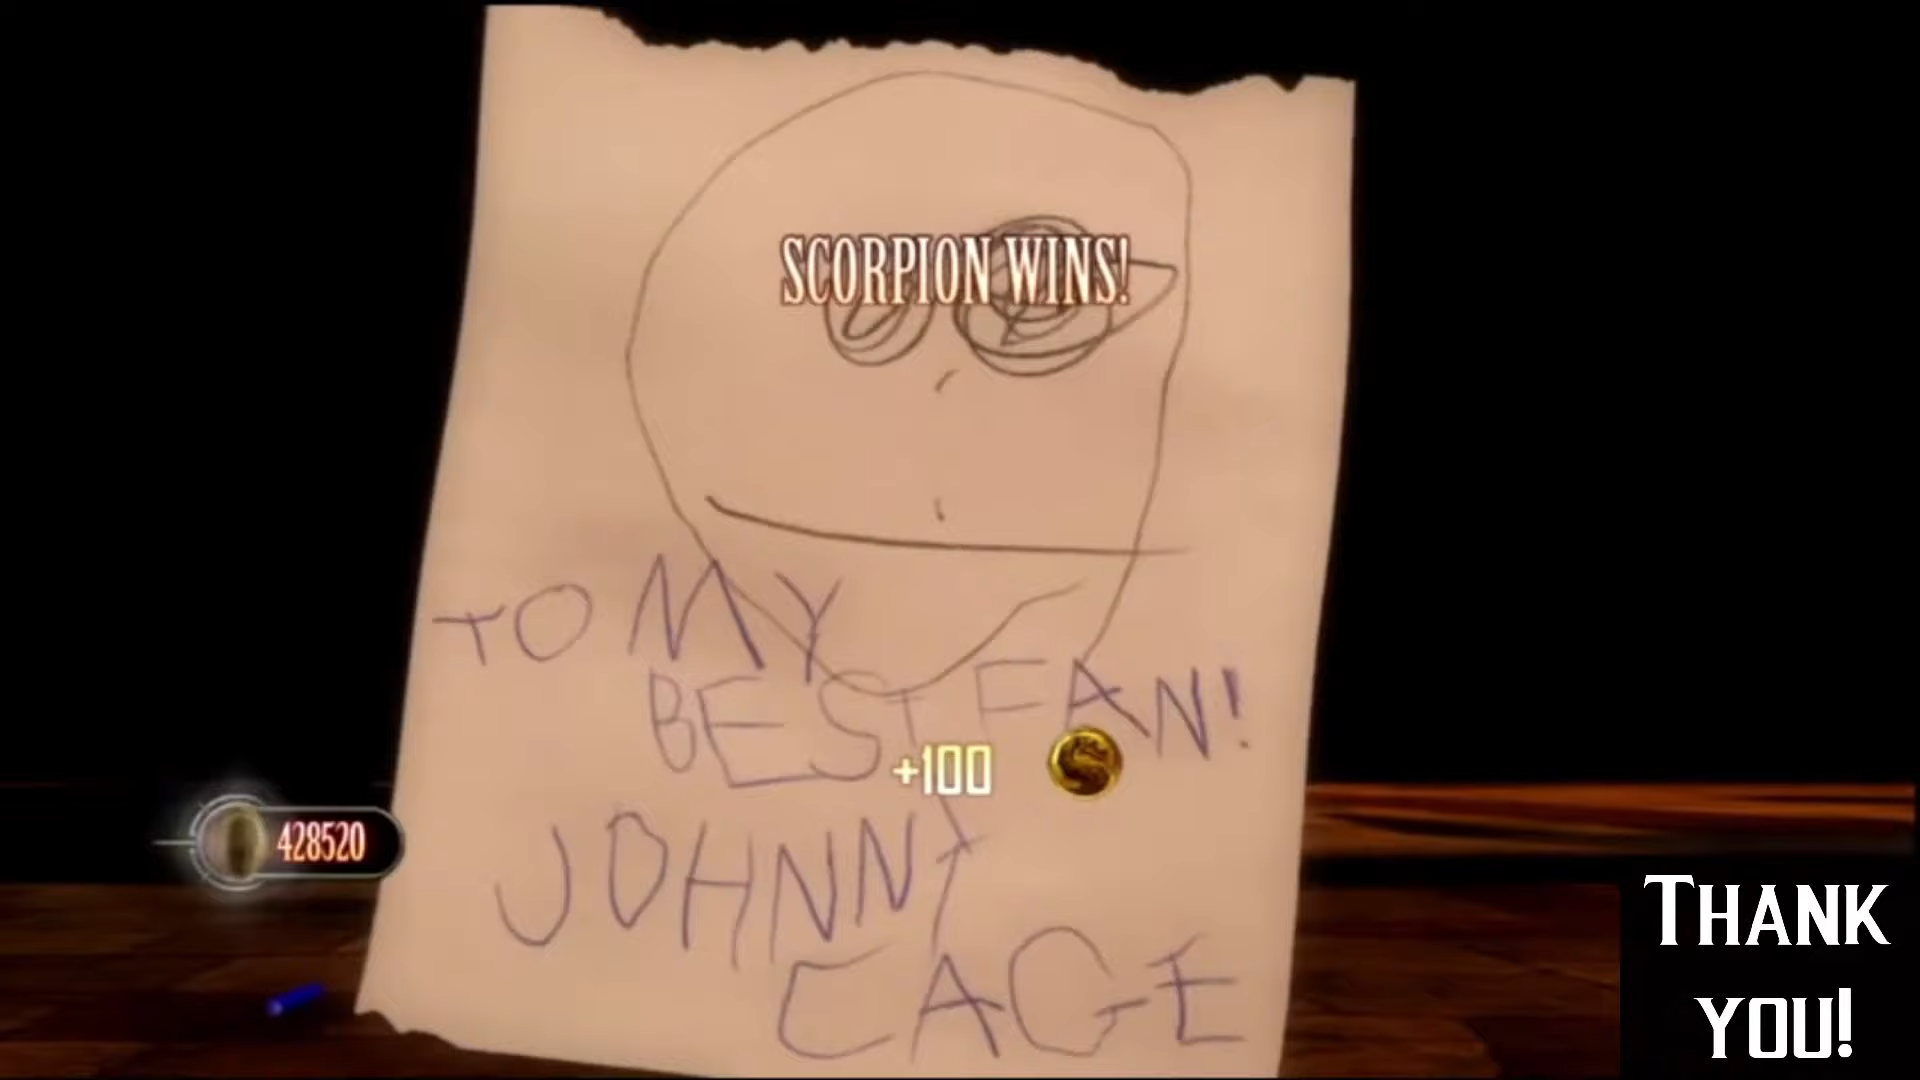 SCORPION WINS!
TO MY
BEST FAN!
+100
428520
JOHNNY
CAGE
THANK
YOU!